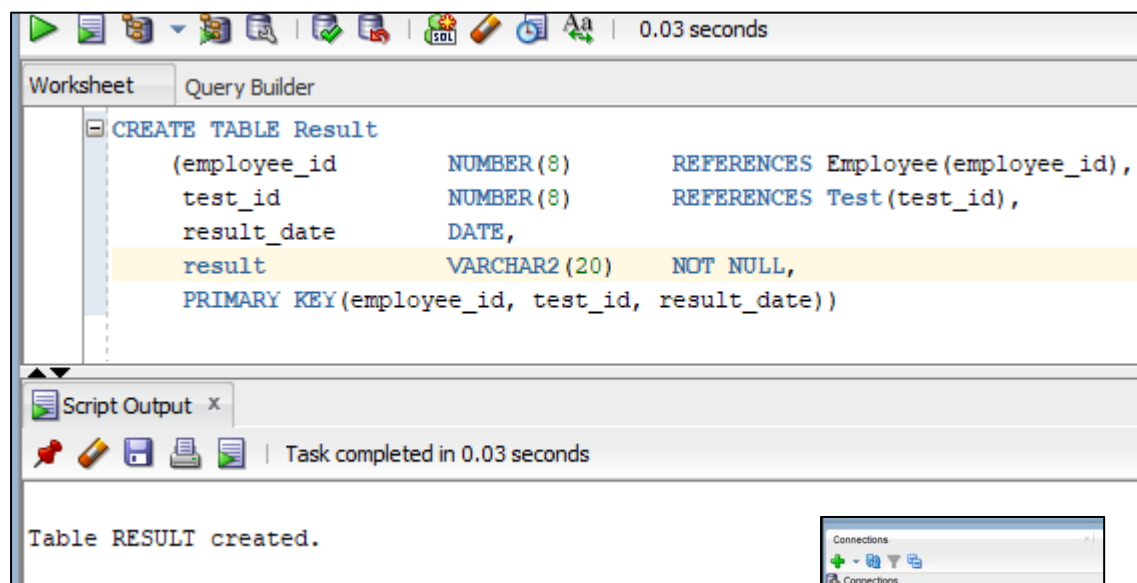 0.03 seconds
Worksheet Query Builder
CREATE TABLE Result
(employee_id NUMBER(8) REFERENCES Employee(employee_id),
test_id NUMBER(8) REFERENCES Test(test_id),
result_date DATE,
result VARCHAR2(20) NOT NULL,
PRIMARY KEY(employee_id, test_id, result_date))
Script Output x
Task completed in 0.03 seconds
Table RESULT created.
Connections
Connections